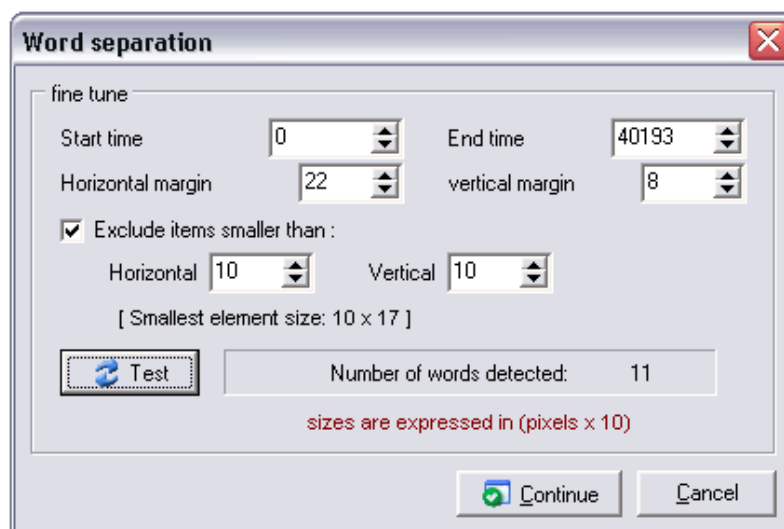 Word separation
fine tune
Start time 0 End time 40193
Horizontal margin 22 vertical margin 8
Exclude items smaller than :
Horizontal 10 Vertical 10
[ Smallest element size: 10 x 17 ]
Test Number of words detected: 11
sizes are expressed in (pixels x 10)
Continue Cancel